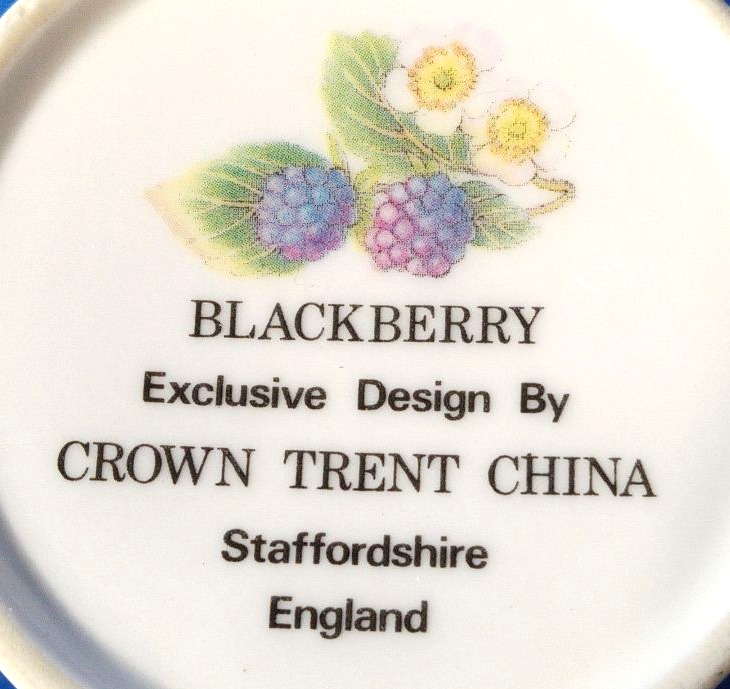 BLACKBERRY
Exclusive Design By
CROWN TRENT CHINA
Staffordshire
England